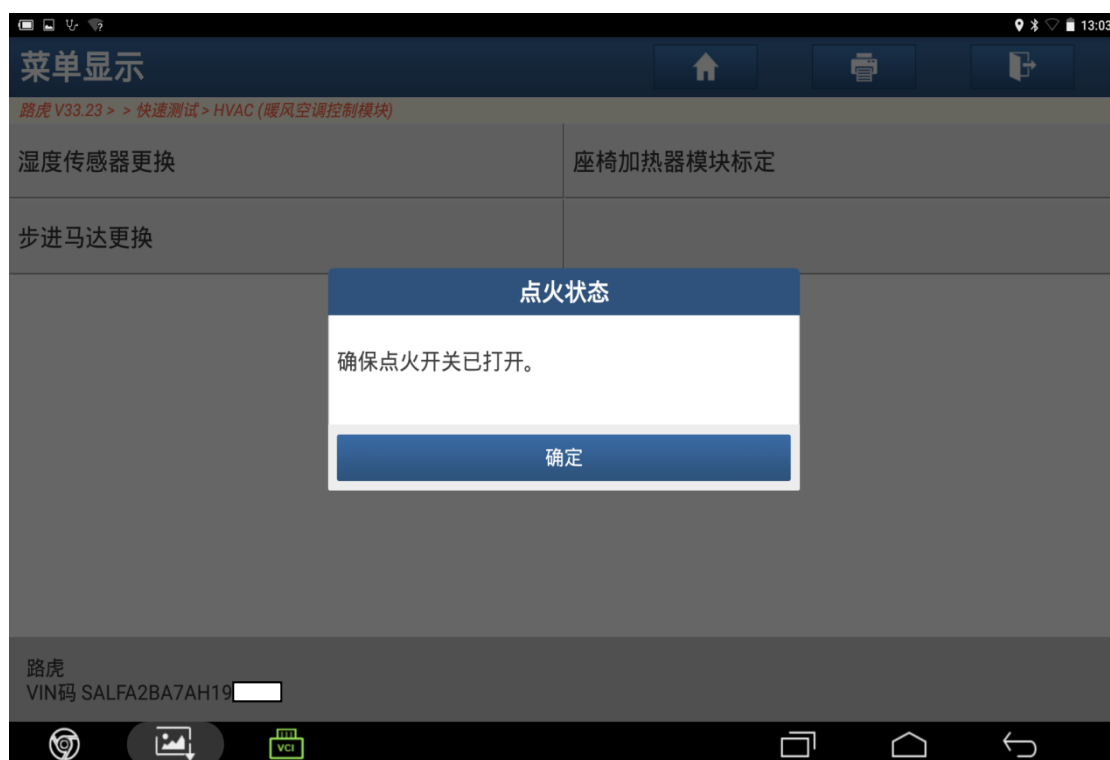 13:03
菜单显示
路虎 V33.23 > > 快速测试 > HVAC (暖风空调控制模块)
湿度传感器更换
座椅加热器模块标定
步进马达更换
点火状态
确保点火开关已打开。
确定
路虎
VIN码 SALFA2BA7AH19
VCI